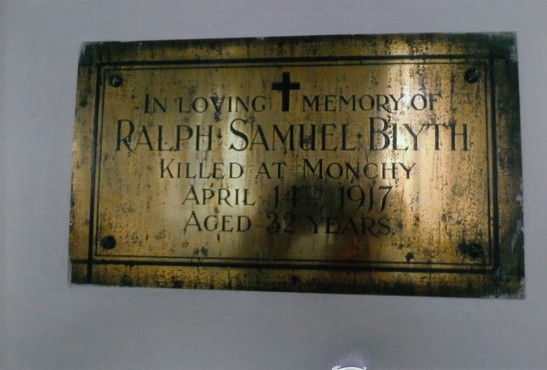 IN LOVING MEMORY OF
RALPH·SAMUEL·BLYTH
KILLED AT MONCHY
APRIL 14TH 1917.
AGED 32 YEARS.